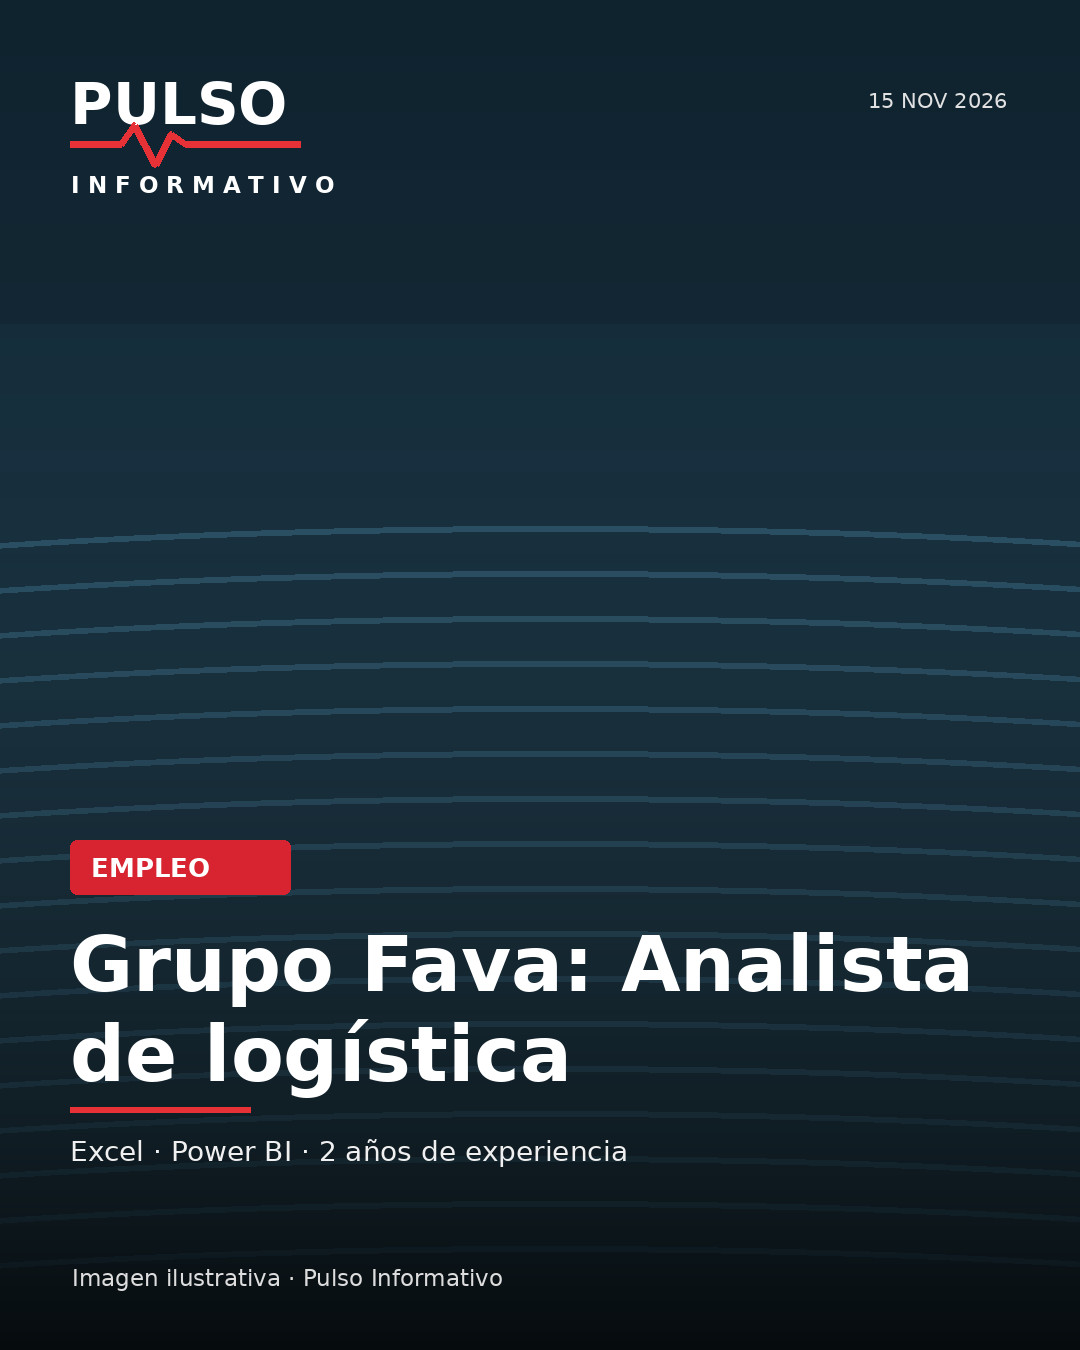 PULSO
INFORMATIVO
15 NOV 2026
EMPLEO
Grupo Fava: Analista
de logística
Excel · Power BI · 2 años de experiencia
Imagen ilustrativa · Pulso Informativo